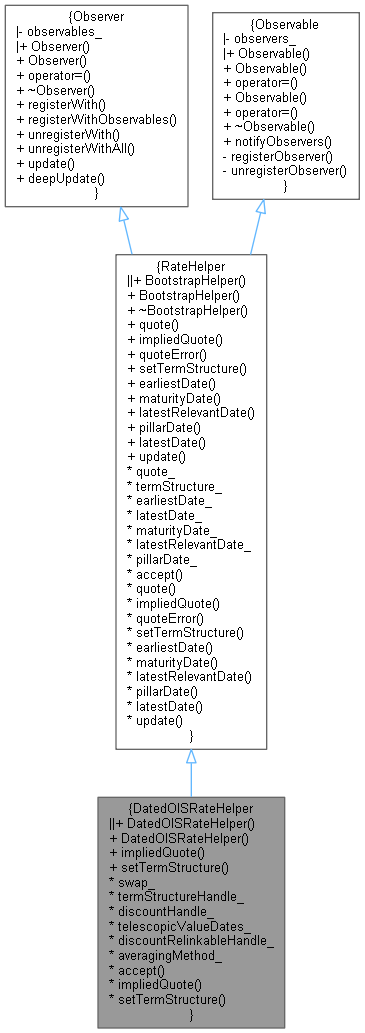 {Observer
|- observables_
|+ Observer()
+ Observer()
+ operator=()
+ ~Observer()
+ registerWith()
+ registerWithObservables()
+ unregisterWith()
+ unregisterWithAll()
+ update()
+ deepUpdate()
}
{Observable
|- observers_
|+ Observable()
+ Observable()
+ operator=()
+ Observable()
+ operator=()
+ ~Observable()
+ notifyObservers()
- registerObserver()
- unregisterObserver()
}
{RateHelper
||+ BootstrapHelper()
+ BootstrapHelper()
+ ~BootstrapHelper()
+ quote()
+ impliedQuote()
+ quoteError()
+ setTermStructure()
+ earliestDate()
+ maturityDate()
+ latestRelevantDate()
+ pillarDate()
+ latestDate()
+ update()
* quote_
* termStructure_
* earliestDate_
* latestDate_
* maturityDate_
* latestRelevantDate_
* pillarDate_
* accept()
* quote()
* impliedQuote()
* quoteError()
* setTermStructure()
* earliestDate()
* maturityDate()
* latestRelevantDate()
* pillarDate()
* latestDate()
* update()
}
{DatedOISRateHelper
||+ DatedOISRateHelper()
+ DatedOISRateHelper()
+ impliedQuote()
+ setTermStructure()
* swap_
* termStructureHandle_
* discountHandle_
* telescopicValueDates_
* discountRelinkableHandle_
* averagingMethod_
* accept()
* impliedQuote()
* setTermStructure()
}